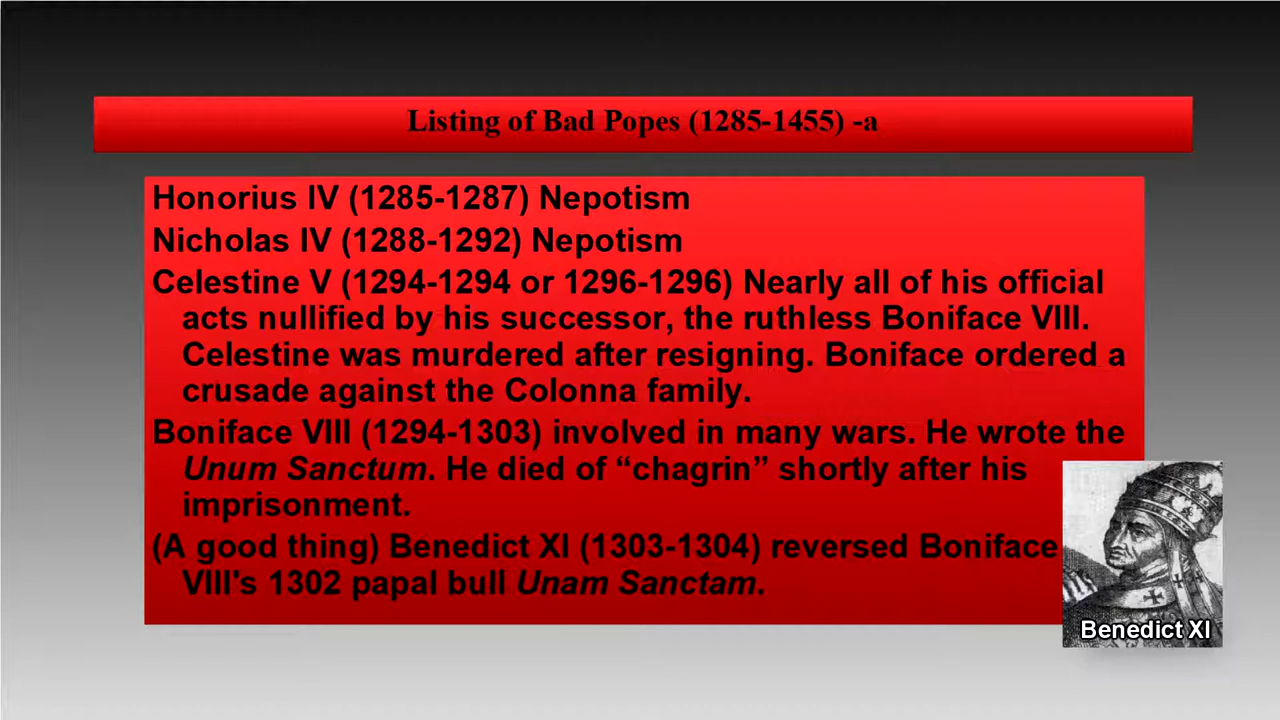 Listing of Bad Popes (1285-1455) -a
Honorius IV (1285-1287) Nepotism
Nicholas IV (1288-1292) Nepotism
Celestine V (1294-1294 or 1296-1296) Nearly all of his official
acts nullified by his successor, the ruthless Boniface VIII.
Celestine was murdered after resigning. Boniface ordered a
crusade against the Colonna family.
Boniface VIII (1294-1303) involved in many wars. He wrote the
Unum Sanctum. He died of “chagrin” shortly after his
imprisonment.
(A good thing) Benedict XI (1303-1304) reversed Boniface
VIII's 1302 papal bull Unam Sanctam.
Benedict XI